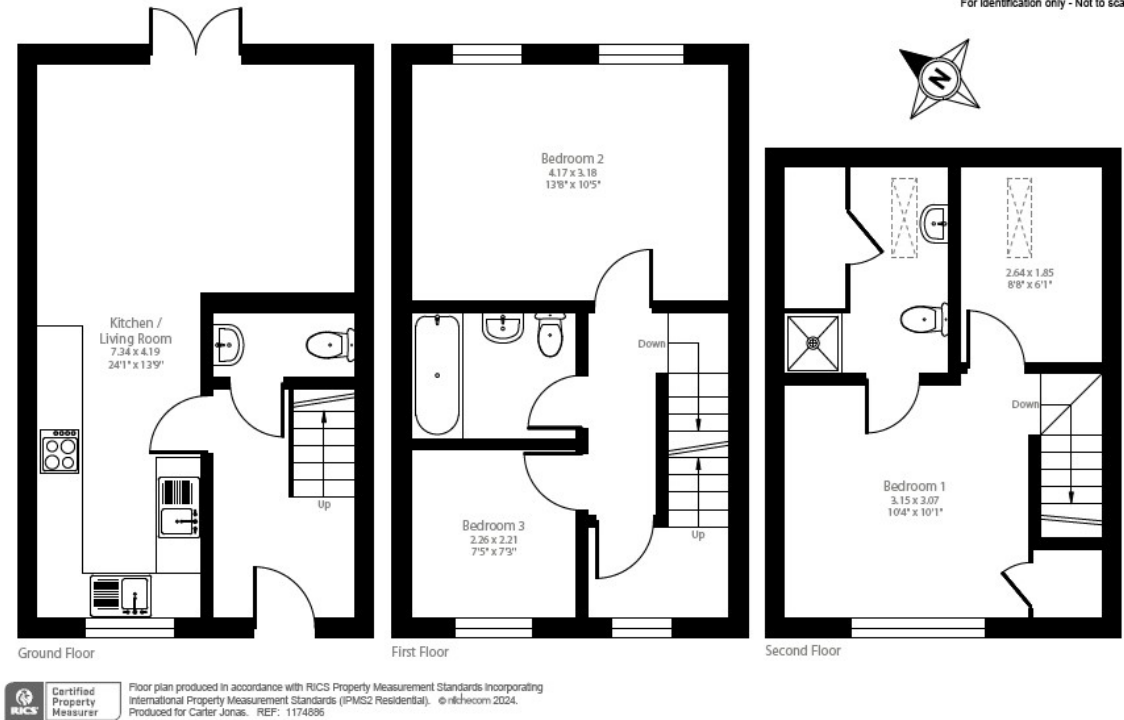 For identification only - Not to sca
N
Kitchen /
Living Room
7.34 x 4.19
24'1" x 13'9"
Up
Ground Floor
Bedroom 2
4.17 x 3.18
13'8" x 10'5"
Down
Bedroom 3
2.26 x 2.21
7'5" x 7'3"
Up
First Floor
2.64 x 1.85
8'8" x 6'1"
Down
Bedroom 1
3.15 x 3.07
10'4" x 10'1"
Second Floor
RICS
Certified
Property
Measurer
Floor plan produced in accordance with RICS Property Measurement Standards incorporating
International Property Measurement Standards (IPMS2 Residential). © nichecom 2024.
Produced for Carter Jonas. REF: 1174886